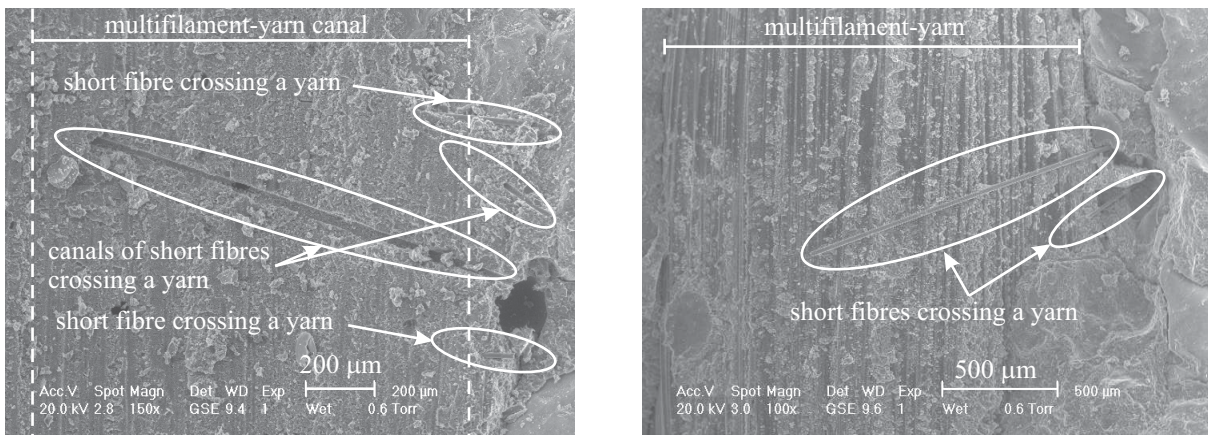 multifilament-yarn canal
short fibre crossing a yarn
canals of short fibres
crossing a yarn
short fibre crossing a yarn
200 μm
Acc.V Spot Magn Det WD Exp 200 μm
20.0 kV 2.8 150x GSE 9.4 1 Wet 0.6 Torr
multifilament-yarn
short fibres crossing a yarn
500 μm
Acc.V Spot Magn Det WD Exp 500 μm
20.0 kV 3.0 100x GSE 9.6 1 Wet 0.6 Torr